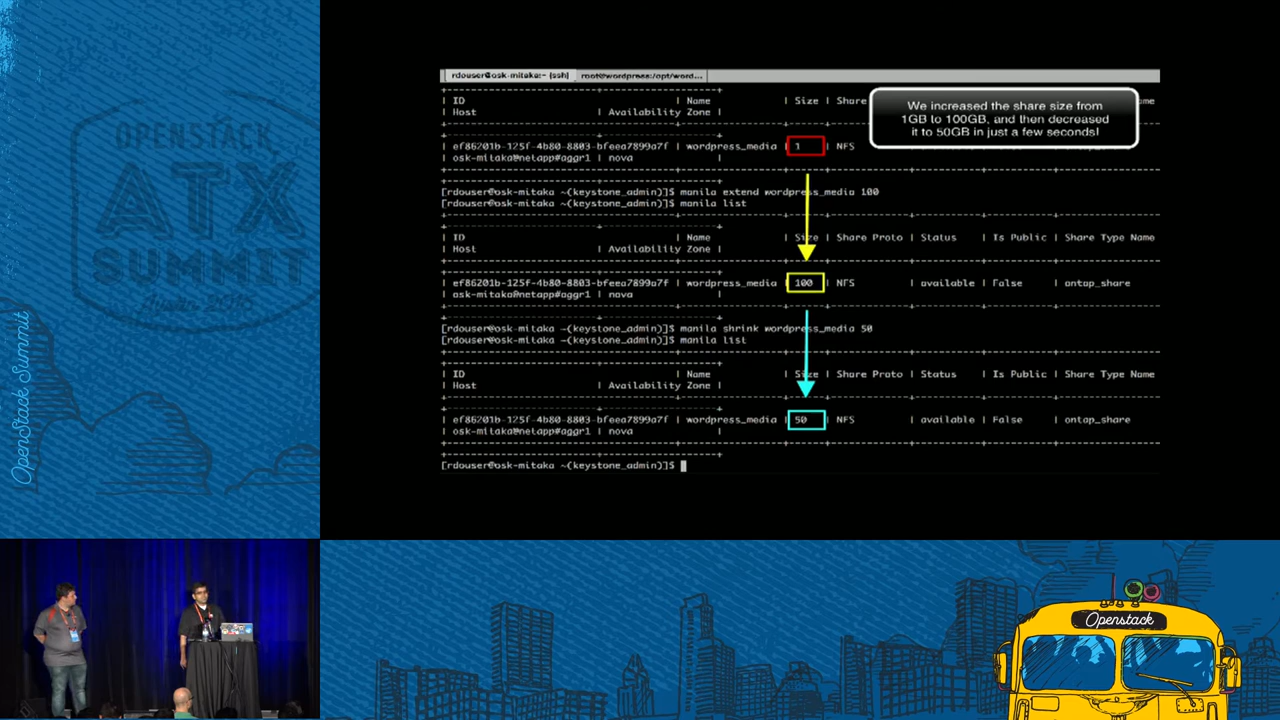 OPENSTACK
ATX
SUMMIT
OpenStack Summit
rdouser@osk-mitaka:~ (ssh) root@wordpress:/opt/word...
We increased the share size from
1GB to 100GB, and then decreased
it to 50GB in just a few seconds!
| ID | Name | Size | Share
Host | Availability Zone |
| ef86201b-125f-4b80-8803-bfeea7899a7f | wordpress_media | 1 | NFS
| osk-mitaka@netapp#aggr1 | nova |
[rdouser@osk-mitaka ~(keystone_admin)]$ manila extend wordpress_media 100
[rdouser@osk-mitaka ~(keystone_admin)]$ manila list
| ID | Name | Size | Share Proto | Status | Is Public | Share Type Name
| Host | Availability Zone |
| ef86201b-125f-4b80-8803-bfeea7899a7f | wordpress_media | 100 | NFS | available | False | ontap_share
| osk-mitaka@netapp#aggr1 | nova |
[rdouser@osk-mitaka ~(keystone_admin)]$ manila shrink wordpress_media 50
[rdouser@osk-mitaka ~(keystone_admin)]$ manila list
| ID | Name | Size | Share Proto | Status | Is Public | Share Type Name
| Host | Availability Zone |
| ef86201b-125f-4b80-8803-bfeea7899a7f | wordpress_media | 50 | NFS | available | False | ontap_share
| osk-mitaka@netapp#aggr1 | nova |
[rdouser@osk-mitaka ~(keystone_admin)]$
Openstack